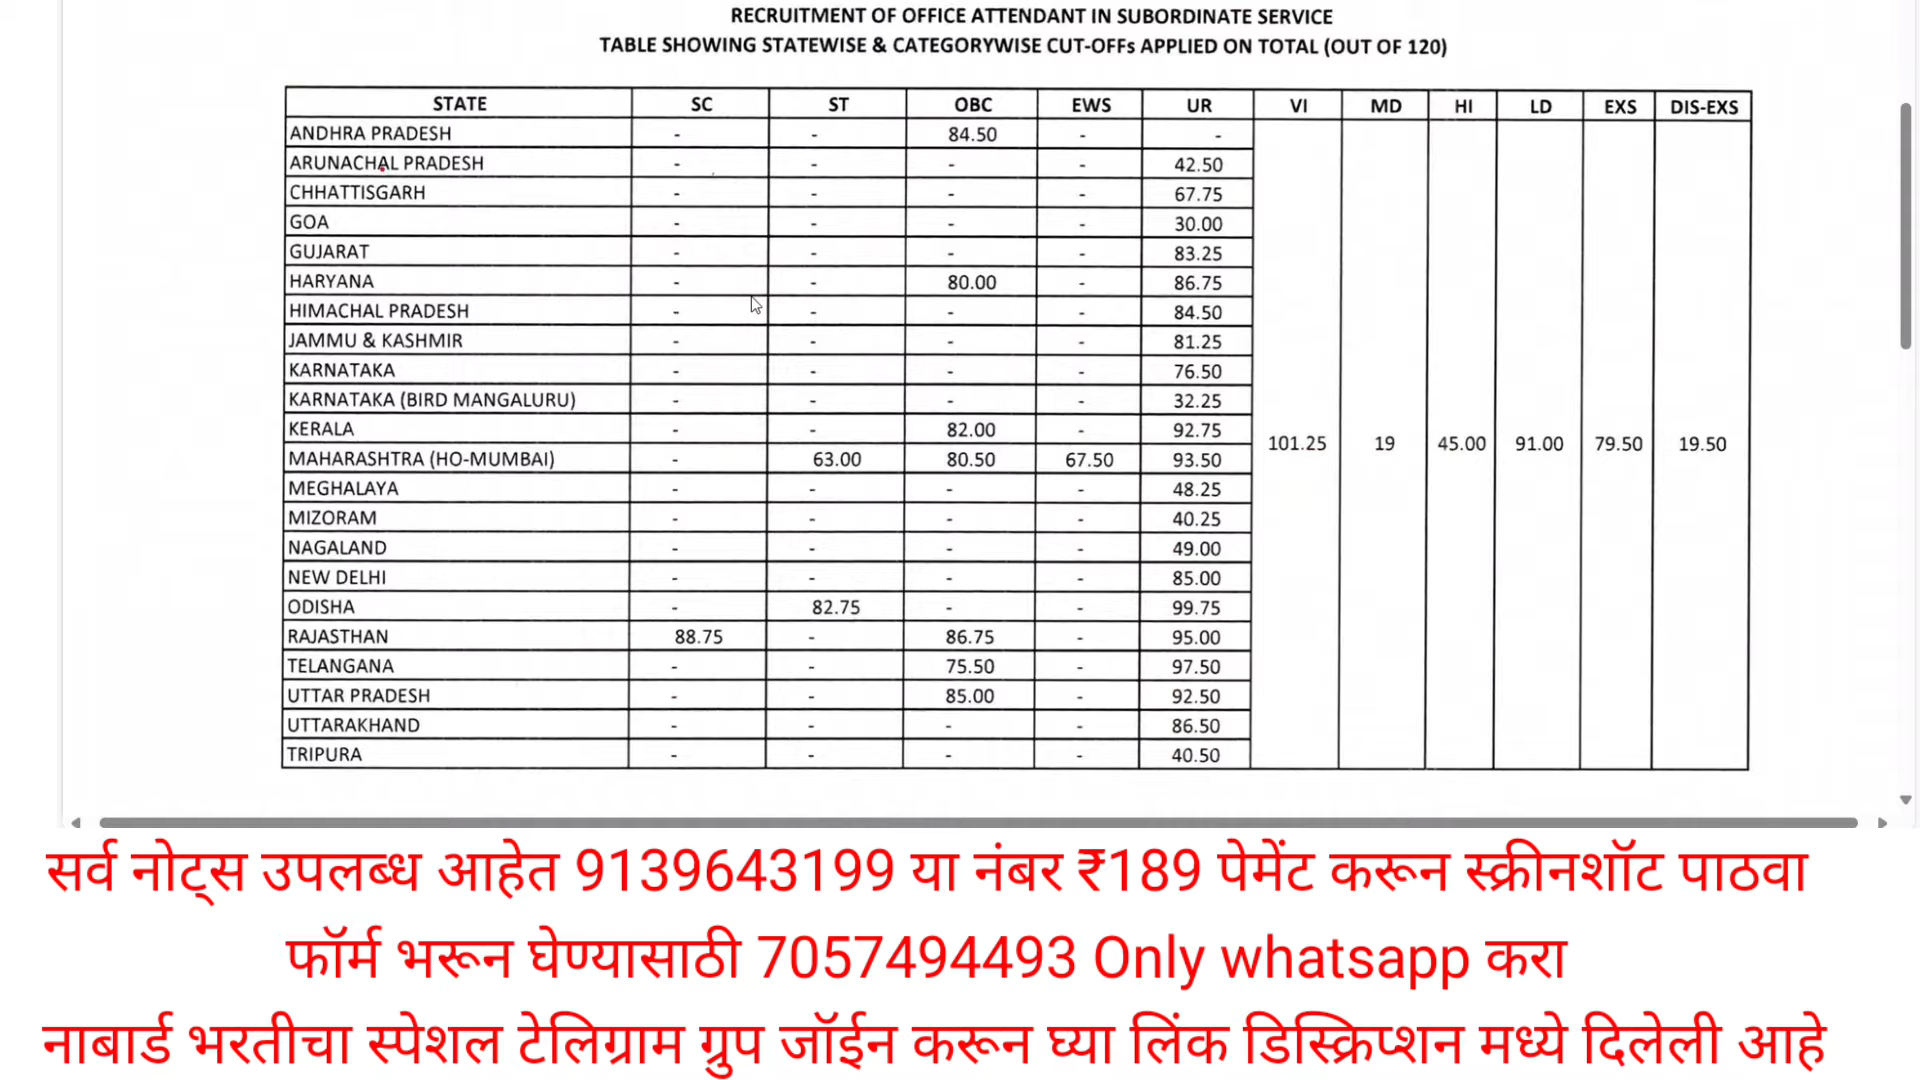 RECRUITMENT OF OFFICE ATTENDANT IN SUBORDINATE SERVICE
TABLE SHOWING STATEWISE & CATEGORYWISE CUT-OFFs APPLIED ON TOTAL (OUT OF 120)
STATE SC ST OBC EWS UR VI MD HI LD EXS DIS-EXS
ANDHRA PRADESH - - 84.50 - -
ARUNACHAL PRADESH - - - - 42.50
CHHATTISGARH - - - - 67.75
GOA - - - - 30.00
GUJARAT - - - - 83.25
HARYANA - - 80.00 - 86.75
HIMACHAL PRADESH - - - - 84.50
JAMMU & KASHMIR - - - - 81.25
KARNATAKA - - - - 76.50
KARNATAKA (BIRD MANGALURU) - - - - 32.25
KERALA - - 82.00 - 92.75
101.25 19 45.00 91.00 79.50 19.50
MAHARASHTRA (HO-MUMBAI) - 63.00 80.50 67.50 93.50
MEGHALAYA - - - - 48.25
MIZORAM - - - - 40.25
NAGALAND - - - - 49.00
NEW DELHI - - - - 85.00
ODISHA - 82.75 - - 99.75
RAJASTHAN 88.75 - 86.75 - 95.00
TELANGANA - - 75.50 - 97.50
UTTAR PRADESH - - 85.00 - 92.50
UTTARAKHAND - - - - 86.50
TRIPURA - - - - 40.50
सर्व नोट्स उपलब्ध आहेत 9139643199 या नंबर ₹189 पेमेंट करून स्क्रीनशॉट पाठवा
फॉर्म भरून घेण्यासाठी 7057494493 Only whatsapp करा
नाबार्ड भरतीचा स्पेशल टेलिग्राम ग्रुप जॉईन करून घ्या लिंक डिस्क्रिप्शन मध्ये दिलेली आहे